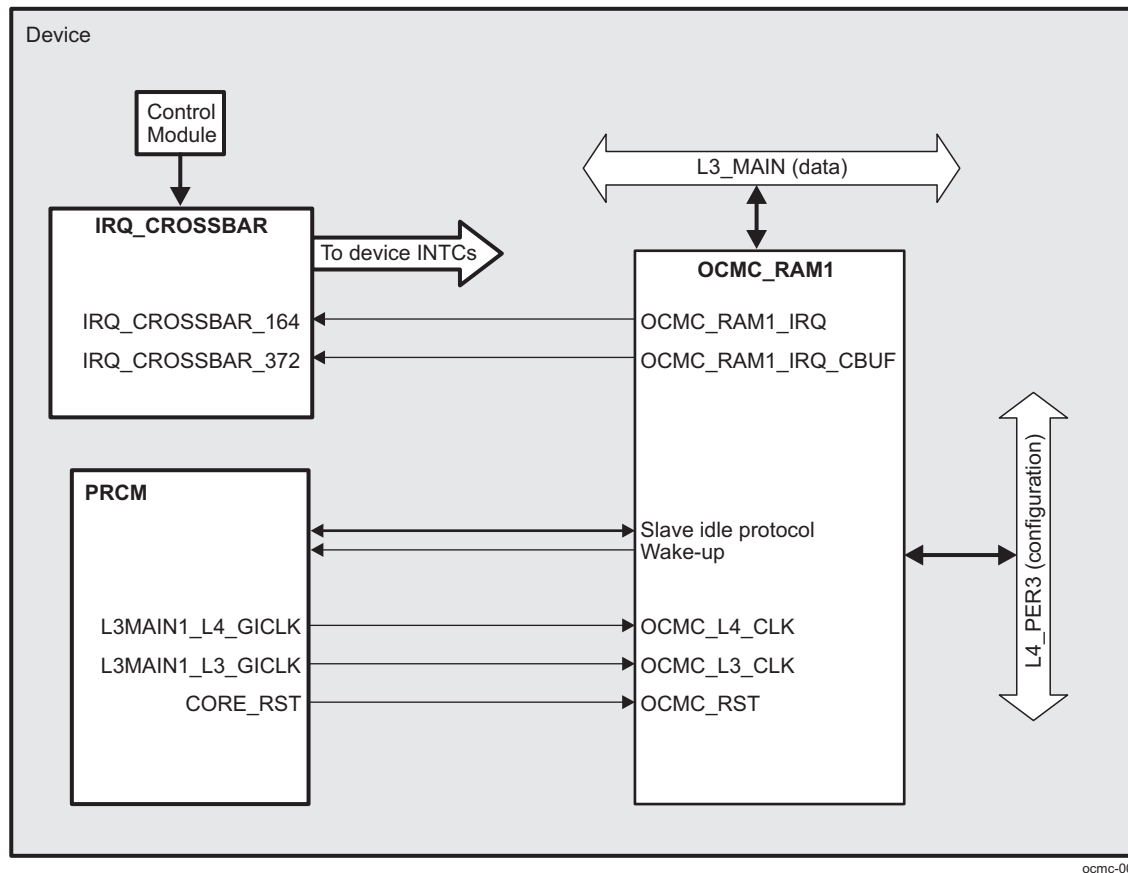 Device
Control
Module
L3_MAIN (data)
IRQ_CROSSBAR
To device INTCs
OCMC_RAM1
IRQ_CROSSBAR_164
OCMC_RAM1_IRQ
IRQ_CROSSBAR_372
OCMC_RAM1_IRQ_CBUF
L4_PER3 (configuration)
PRCM
Slave idle protocol
Wake-up
L3MAIN1_L4_GICLK
OCMC_L4_CLK
L3MAIN1_L3_GICLK
OCMC_L3_CLK
CORE_RST
OCMC_RST